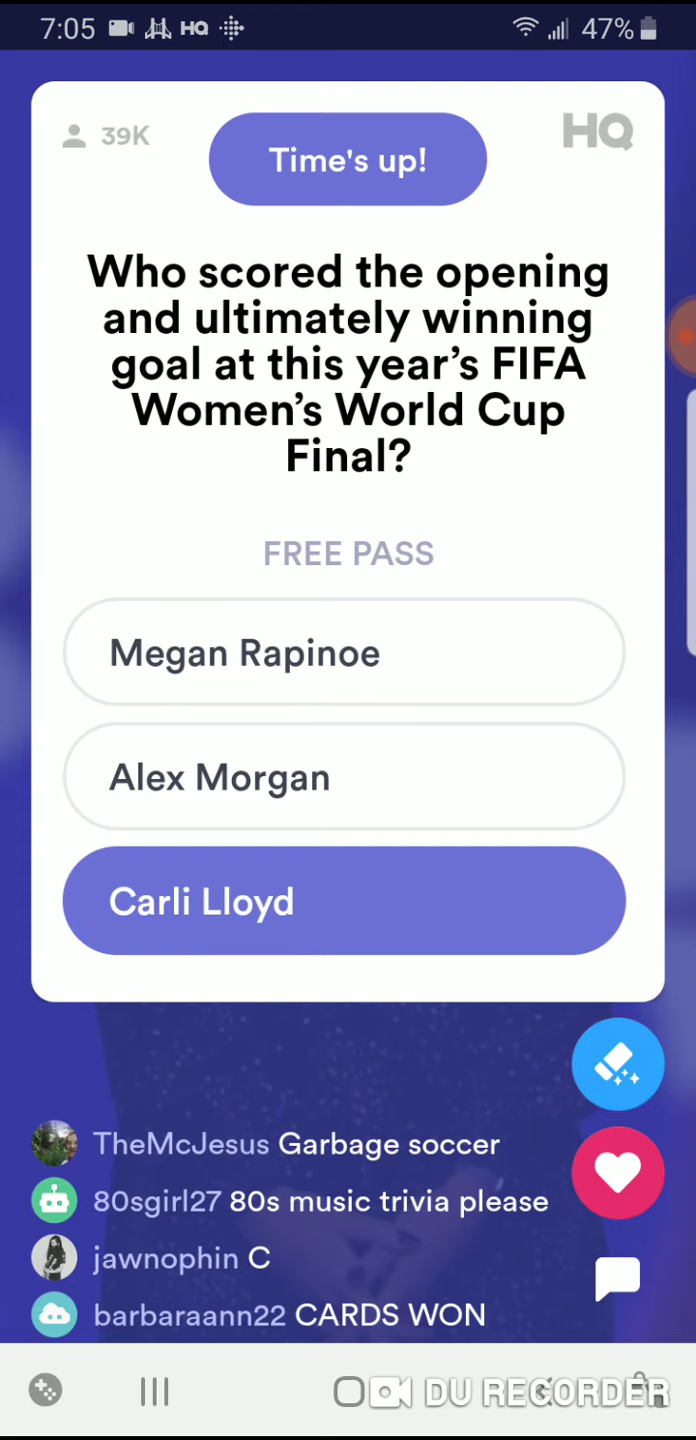 7:05 HQ 47%
39K
Time's up!
HQ
Who scored the opening
and ultimately winning
goal at this year's FIFA
Women's World Cup
Final?
FREE PASS
Megan Rapinoe
Alex Morgan
Carli Lloyd
TheMcJesus Garbage soccer
80sgirl27 80s music trivia please
jawnophin C
barbaraann22 CARDS WON
DU RECORDER